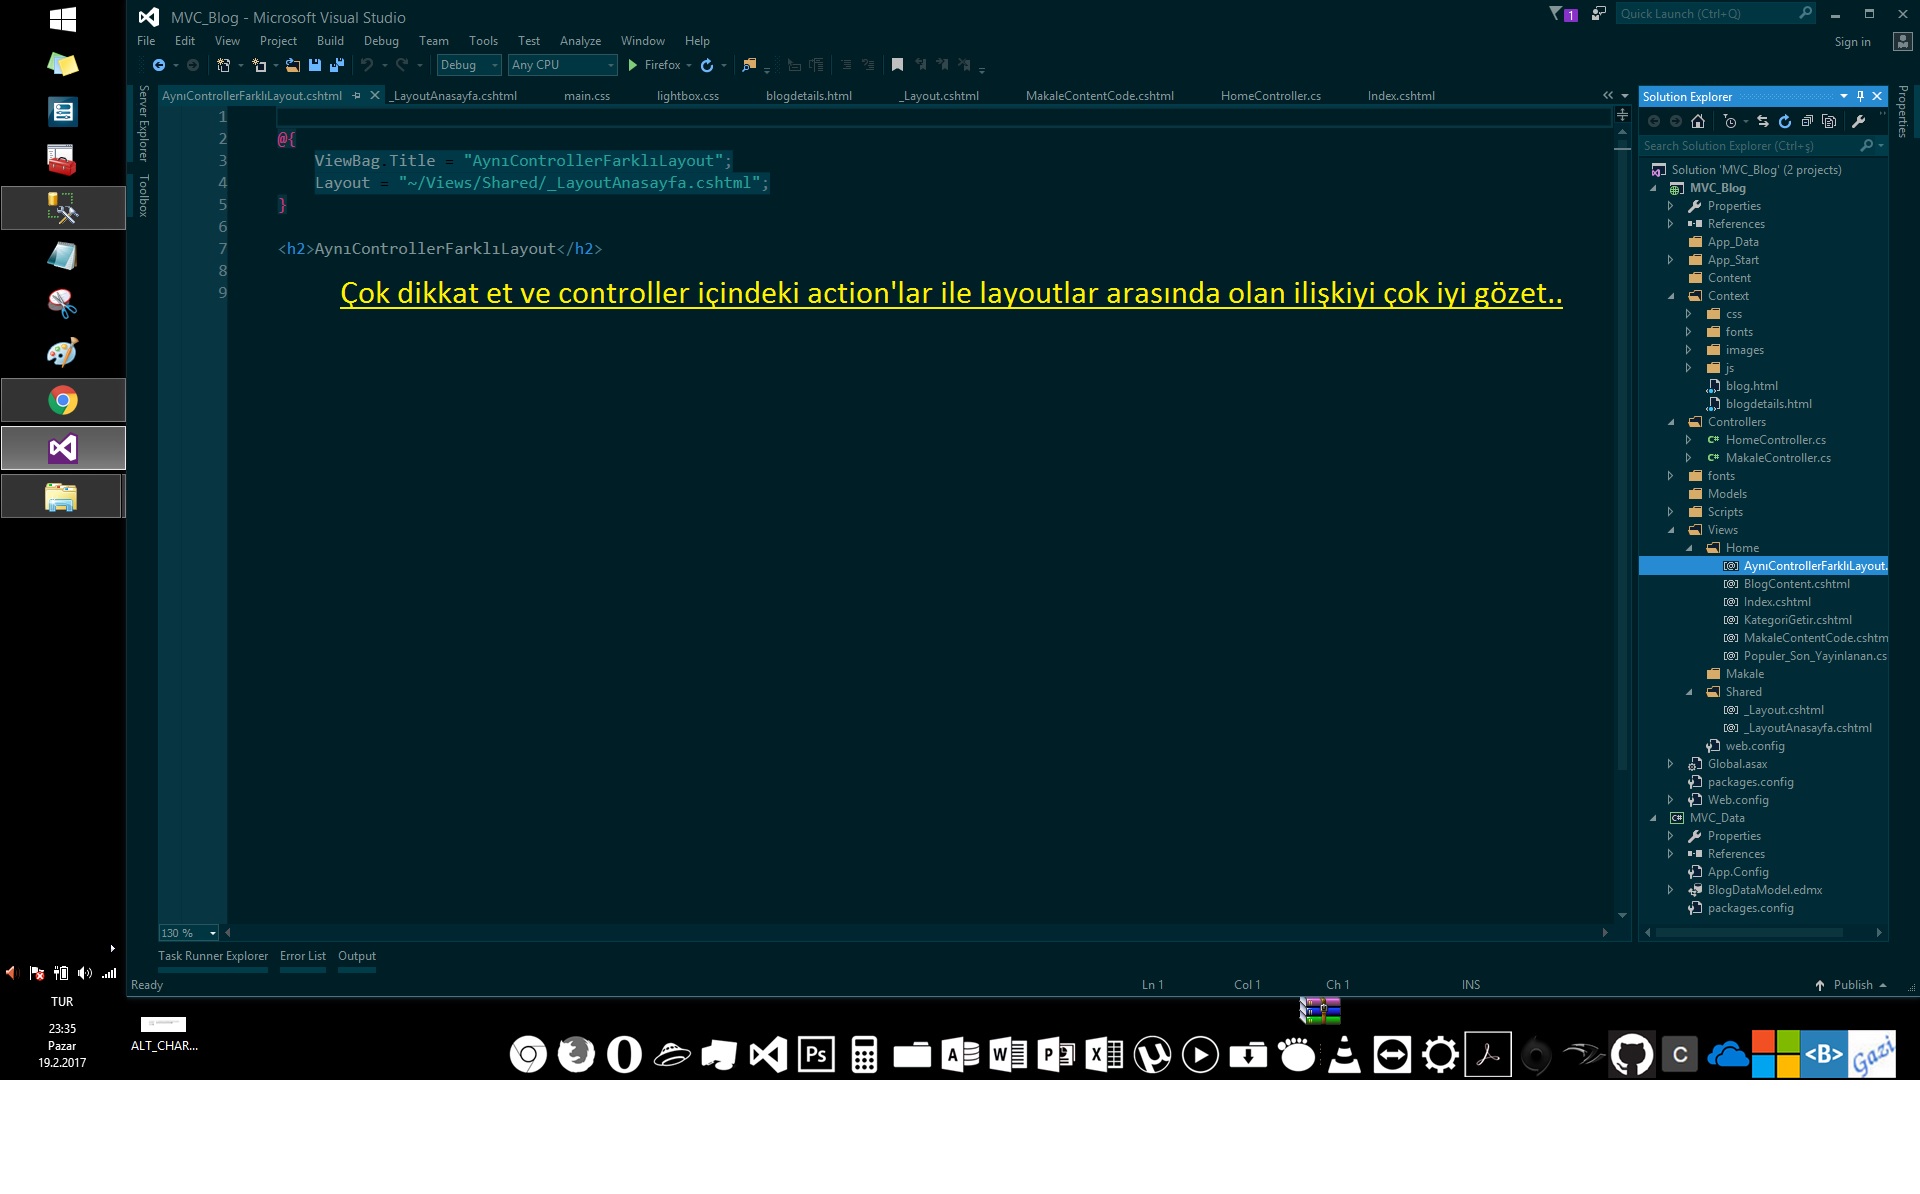 MVC_Blog - Microsoft Visual Studio
1
Quick Launch (Ctrl+Q)
File Edit View Project Build Debug Team Tools Test Analyze Window Help
Sign in
Debug Any CPU Firefox
Server Explorer
Toolbox
AynıControllerFarklıLayout.cshtml _LayoutAnasayfa.cshtml main.css lightbox.css blogdetails.html _Layout.cshtml MakaleContentCode.cshtml HomeController.cs Index.cshtml
1
2 @{
3 ViewBag.Title = "AynıControllerFarklıLayout";
4 Layout = "~/Views/Shared/_LayoutAnasayfa.cshtml";
5 }
6
7 <h2>AynıControllerFarklıLayout</h2>
8
9
Çok dikkat et ve controller içindeki action'lar ile layoutlar arasında olan ilişkiyi çok iyi gözet..
130 %
Task Runner Explorer Error List Output
Ready Ln 1 Col 1 Ch 1 INS Publish
Solution Explorer
Search Solution Explorer (Ctrl+ş)
Solution 'MVC_Blog' (2 projects)
MVC_Blog
Properties
References
App_Data
App_Start
Content
Context
css
fonts
images
js
blog.html
blogdetails.html
Controllers
C# HomeController.cs
C# MakaleController.cs
fonts
Models
Scripts
Views
Home
[@] AynıControllerFarklıLayout.
[@] BlogContent.cshtml
[@] Index.cshtml
[@] KategoriGetir.cshtml
[@] MakaleContentCode.cshtm
[@] Populer_Son_Yayinlanan.cs
Makale
Shared
[@] _Layout.cshtml
[@] _LayoutAnasayfa.cshtml
web.config
Global.asax
packages.config
Web.config
C# MVC_Data
Properties
References
App.Config
BlogDataModel.edmx
packages.config
Properties
TUR
23:35
Pazar
19.2.2017
ALT_CHAR...
Ps
A
W
P
X
C
<B>
Gazi